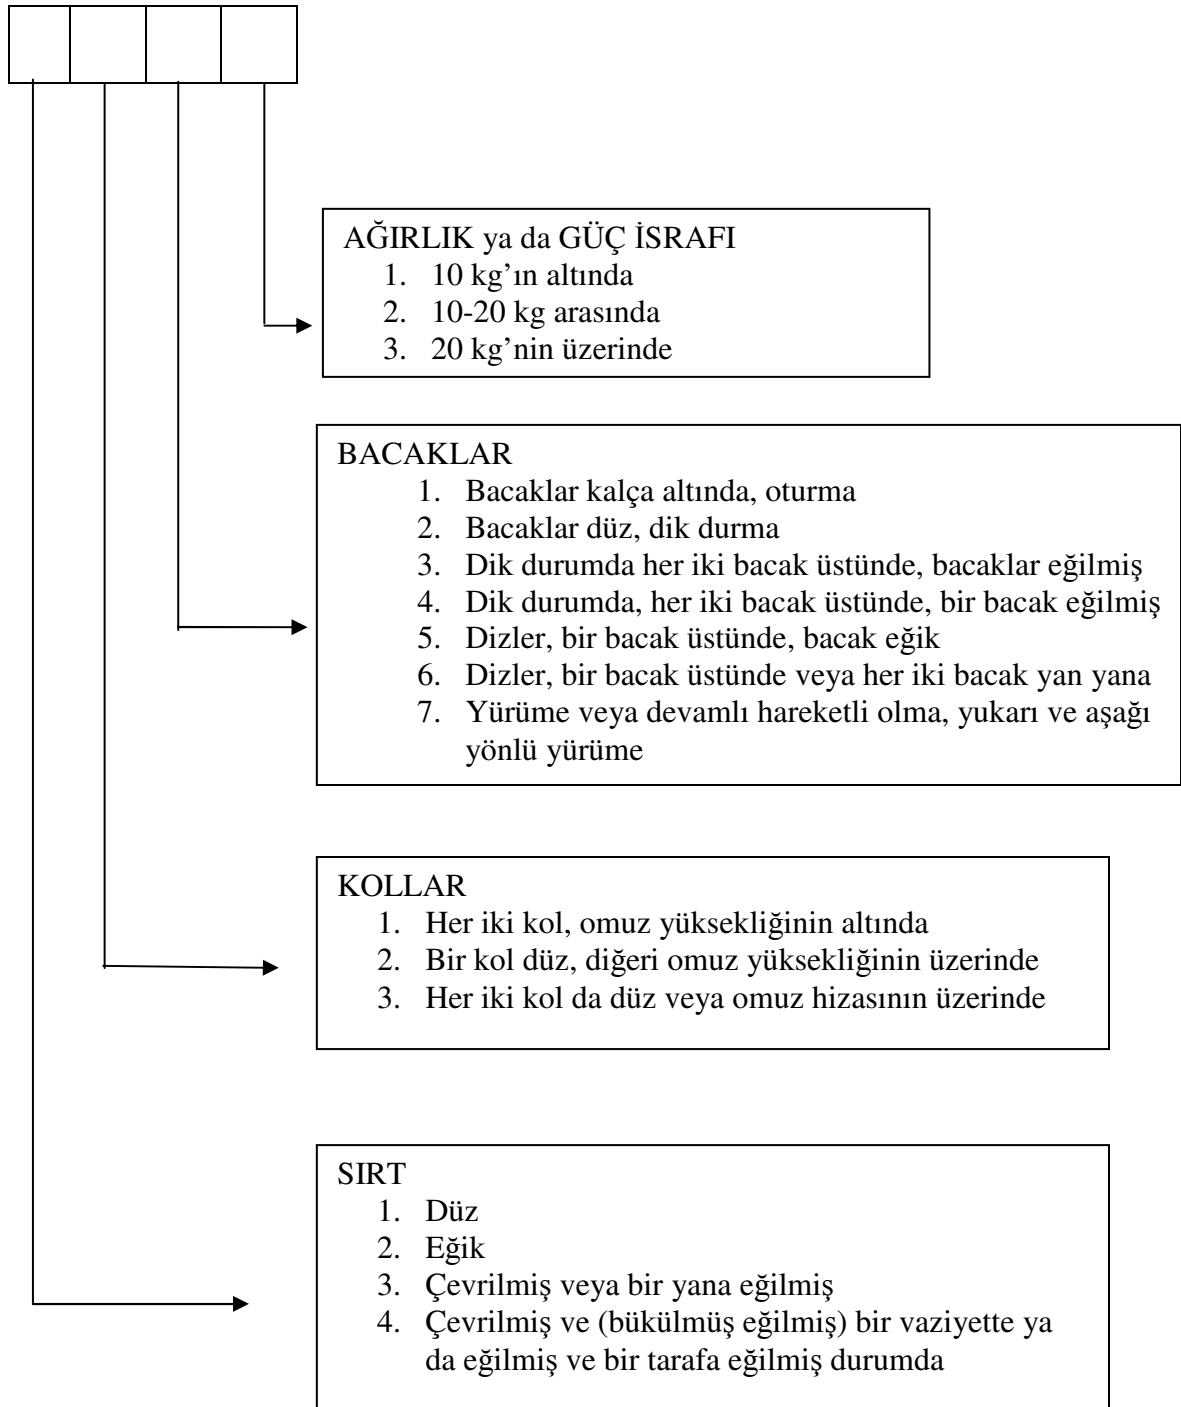 AĞIRLIK ya da GÜÇ İSRAFI
1. 10 kg’ın altında
2. 10-20 kg arasında
3. 20 kg’nin üzerinde
BACAKLAR
1. Bacaklar kalça altında, oturma
2. Bacaklar düz, dik durma
3. Dik durumda her iki bacak üstünde, bacaklar eğilmiş
4. Dik durumda, her iki bacak üstünde, bir bacak eğilmiş
5. Dizler, bir bacak üstünde, bacak eğik
6. Dizler, bir bacak üstünde veya her iki bacak yan yana
7. Yürüme veya devamlı hareketli olma, yukarı ve aşağı
yönlü yürüme
KOLLAR
1. Her iki kol, omuz yüksekliğinin altında
2. Bir kol düz, diğeri omuz yüksekliğinin üzerinde
3. Her iki kol da düz veya omuz hizasının üzerinde
SIRT
1. Düz
2. Eğik
3. Çevrilmiş veya bir yana eğilmiş
4. Çevrilmiş ve (bükülmüş eğilmiş) bir vaziyette ya
da eğilmiş ve bir tarafa eğilmiş durumda